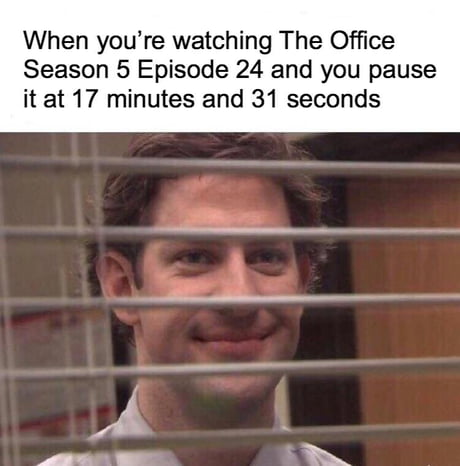 When you’re watching The Office
Season 5 Episode 24 and you pause
it at 17 minutes and 31 seconds